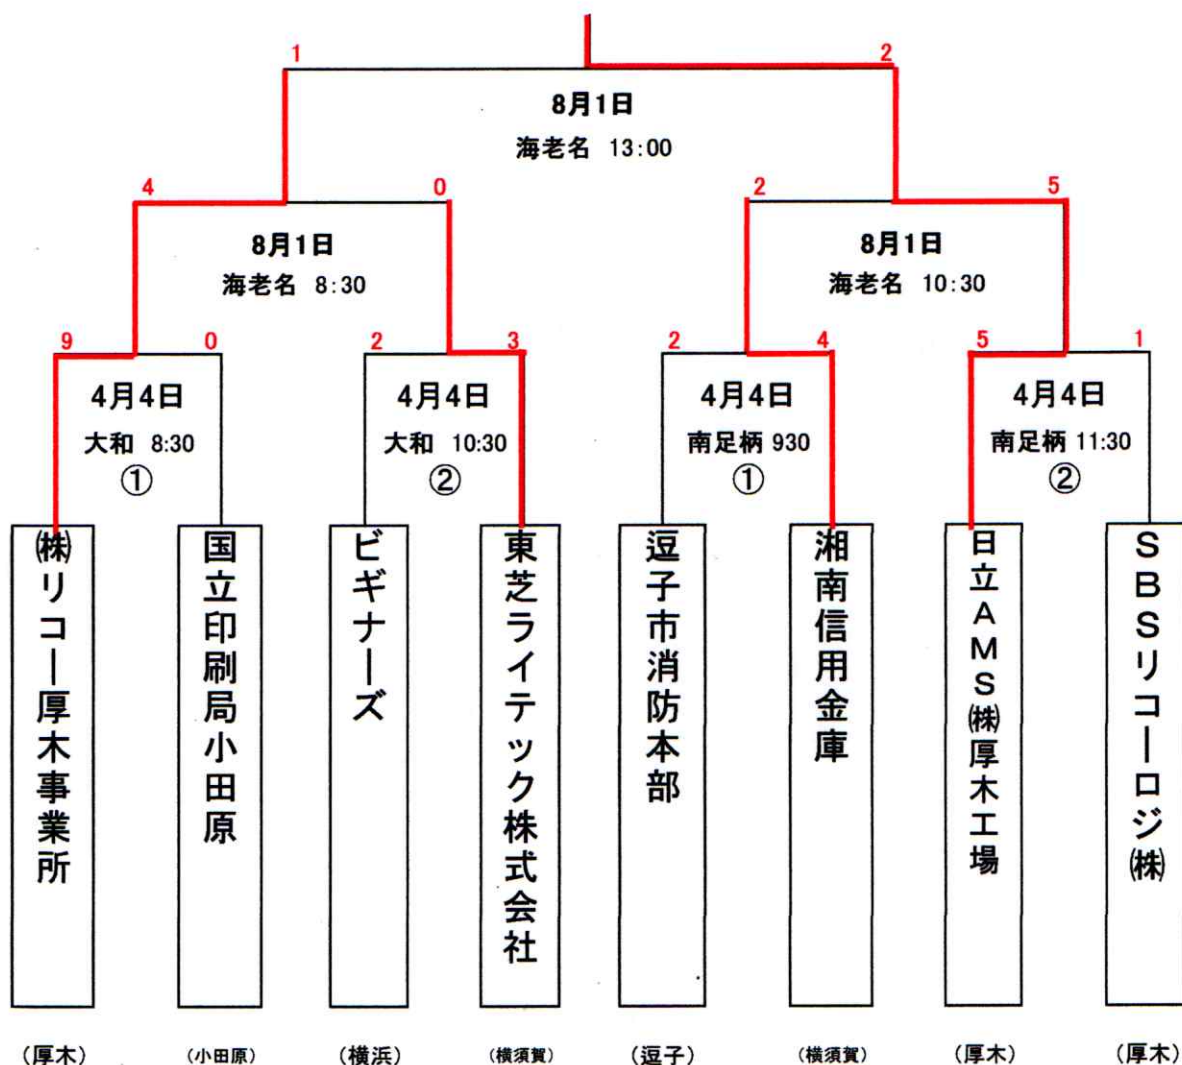 1
2
8月1日
海老名 13:00
4
0
2
5
8月1日
海老名 8:30
8月1日
海老名 10:30
9
0
2
3
2
4
5
1
4月4日
大和 8:30
①
4月4日
大和 10:30
②
4月4日
南足柄 930
①
4月4日
南足柄 11:30
②
㈱リコー厚木事業所
国立印刷局小田原
ビギナーズ
東芝ライテック株式会社
逗子市消防本部
湘南信用金庫
日立AMS㈱厚木工場
SBSリコーロジ㈱
(厚木)
(小田原)
(横浜)
(横須賀)
(逗子)
(横須賀)
(厚木)
(厚木)